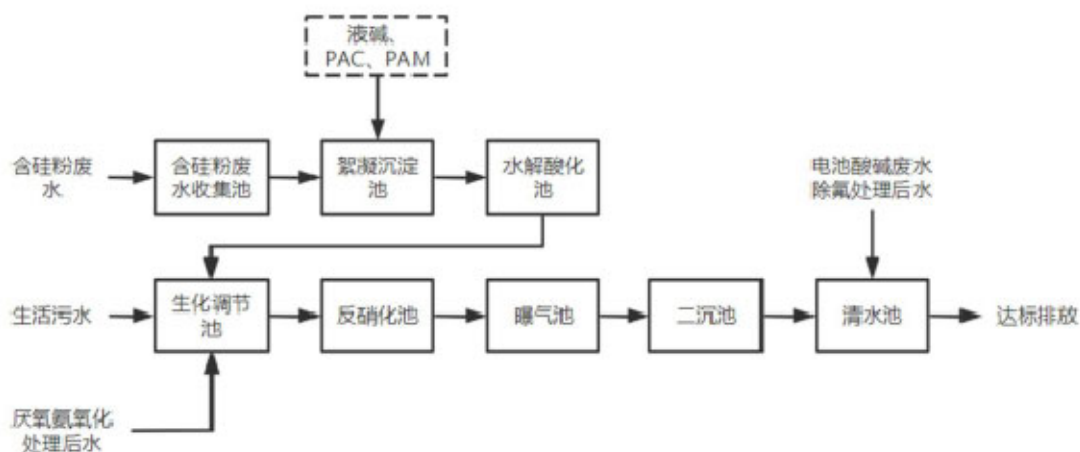 液碱、
PAC、PAM
含硅粉废
水
含硅粉废
水收集池
絮凝沉淀
池
水解酸化
池
电池酸碱废水
除氟处理后水
生活污水
生化调节
池
反硝化池
曝气池
二沉池
清水池
达标排放
厌氧氨氧化
处理后水